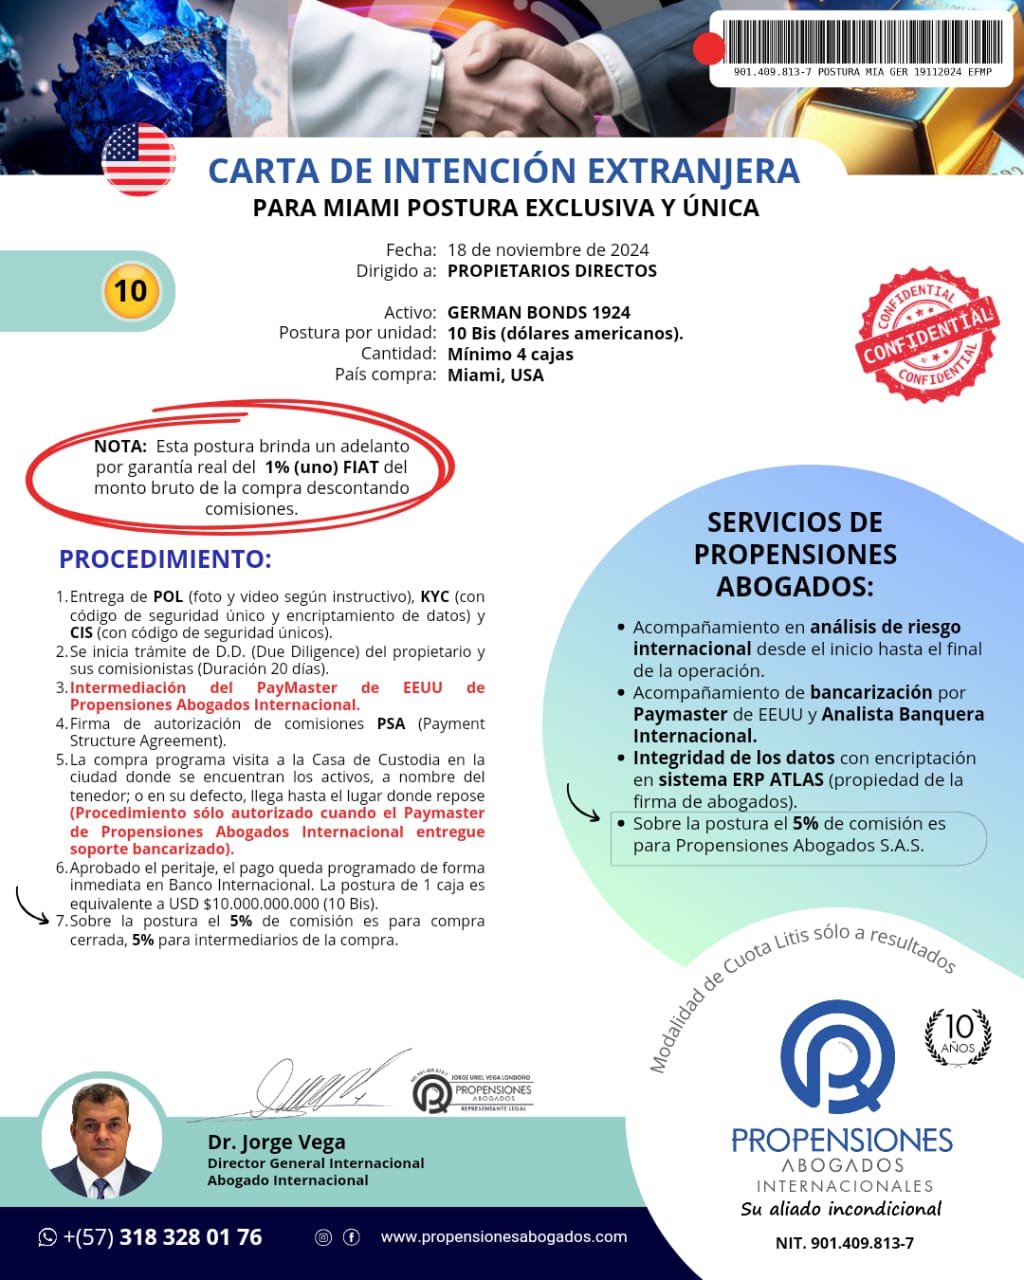 901.409.813-7 POSTURA MIA GER 19112024 EFMP
CARTA DE INTENCIÓN EXTRANJERA
PARA MIAMI POSTURA EXCLUSIVA Y ÚNICA
Fecha: 18 de noviembre de 2024
Dirigido a: PROPIETARIOS DIRECTOS
10
Activo: GERMAN BONDS 1924
Postura por unidad: 10 Bis (dólares americanos).
Cantidad: Mínimo 4 cajas
País compra: Miami, USA
CONFIDENTIAL
CONFIDENTIAL
CONFIDENTIAL
NOTA: Esta postura brinda un adelanto
por garantía real del 1% (uno) FIAT del
monto bruto de la compra descontando
comisiones.
PROCEDIMIENTO:
1. Entrega de POL (foto y video según instructivo), KYC (con
código de seguridad único y encriptamiento de datos) y
CIS (con código de seguridad únicos).
2. Se inicia trámite de D.D. (Due Diligence) del propietario y
sus comisionistas (Duración 20 días).
3. Intermediación del PayMaster de EEUU de
Propensiones Abogados Internacional.
4. Firma de autorización de comisiones PSA (Payment
Structure Agreement).
5. La compra programa visita a la Casa de Custodia en la
ciudad donde se encuentran los activos, a nombre del
tenedor; o en su defecto, llega hasta el lugar donde repose
(Procedimiento sólo autorizado cuando el Paymaster
de Propensiones Abogados Internacional entregue
soporte bancarizado).
6. Aprobado el peritaje, el pago queda programado de forma
inmediata en Banco Internacional. La postura de 1 caja es
equivalente a USD $10.000.000.000 (10 Bis).
7. Sobre la postura el 5% de comisión es para compra
cerrada, 5% para intermediarios de la compra.
SERVICIOS DE
PROPENSIONES
ABOGADOS:
• Acompañamiento en análisis de riesgo
internacional desde el inicio hasta el final
de la operación.
• Acompañamiento de bancarización por
Paymaster de EEUU y Analista Banquera
Internacional.
• Integridad de los datos con encriptación
en sistema ERP ATLAS (propiedad de la
firma de abogados).
• Sobre la postura el 5% de comisión es
para Propensiones Abogados S.A.S.
Modalidad de Cuota Litis sólo a resultados
10
AÑOS
PROPENSIONES
ABOGADOS
INTERNACIONALES
Su aliado incondicional
NIT. 901.409.813-7
JORGE URIEL VEGA LONDOÑO
PROPENSIONES
ABOGADOS
REPRESENTANTE LEGAL
Dr. Jorge Vega
Director General Internacional
Abogado Internacional
+(57) 318 328 01 76
www.propensionesabogados.com